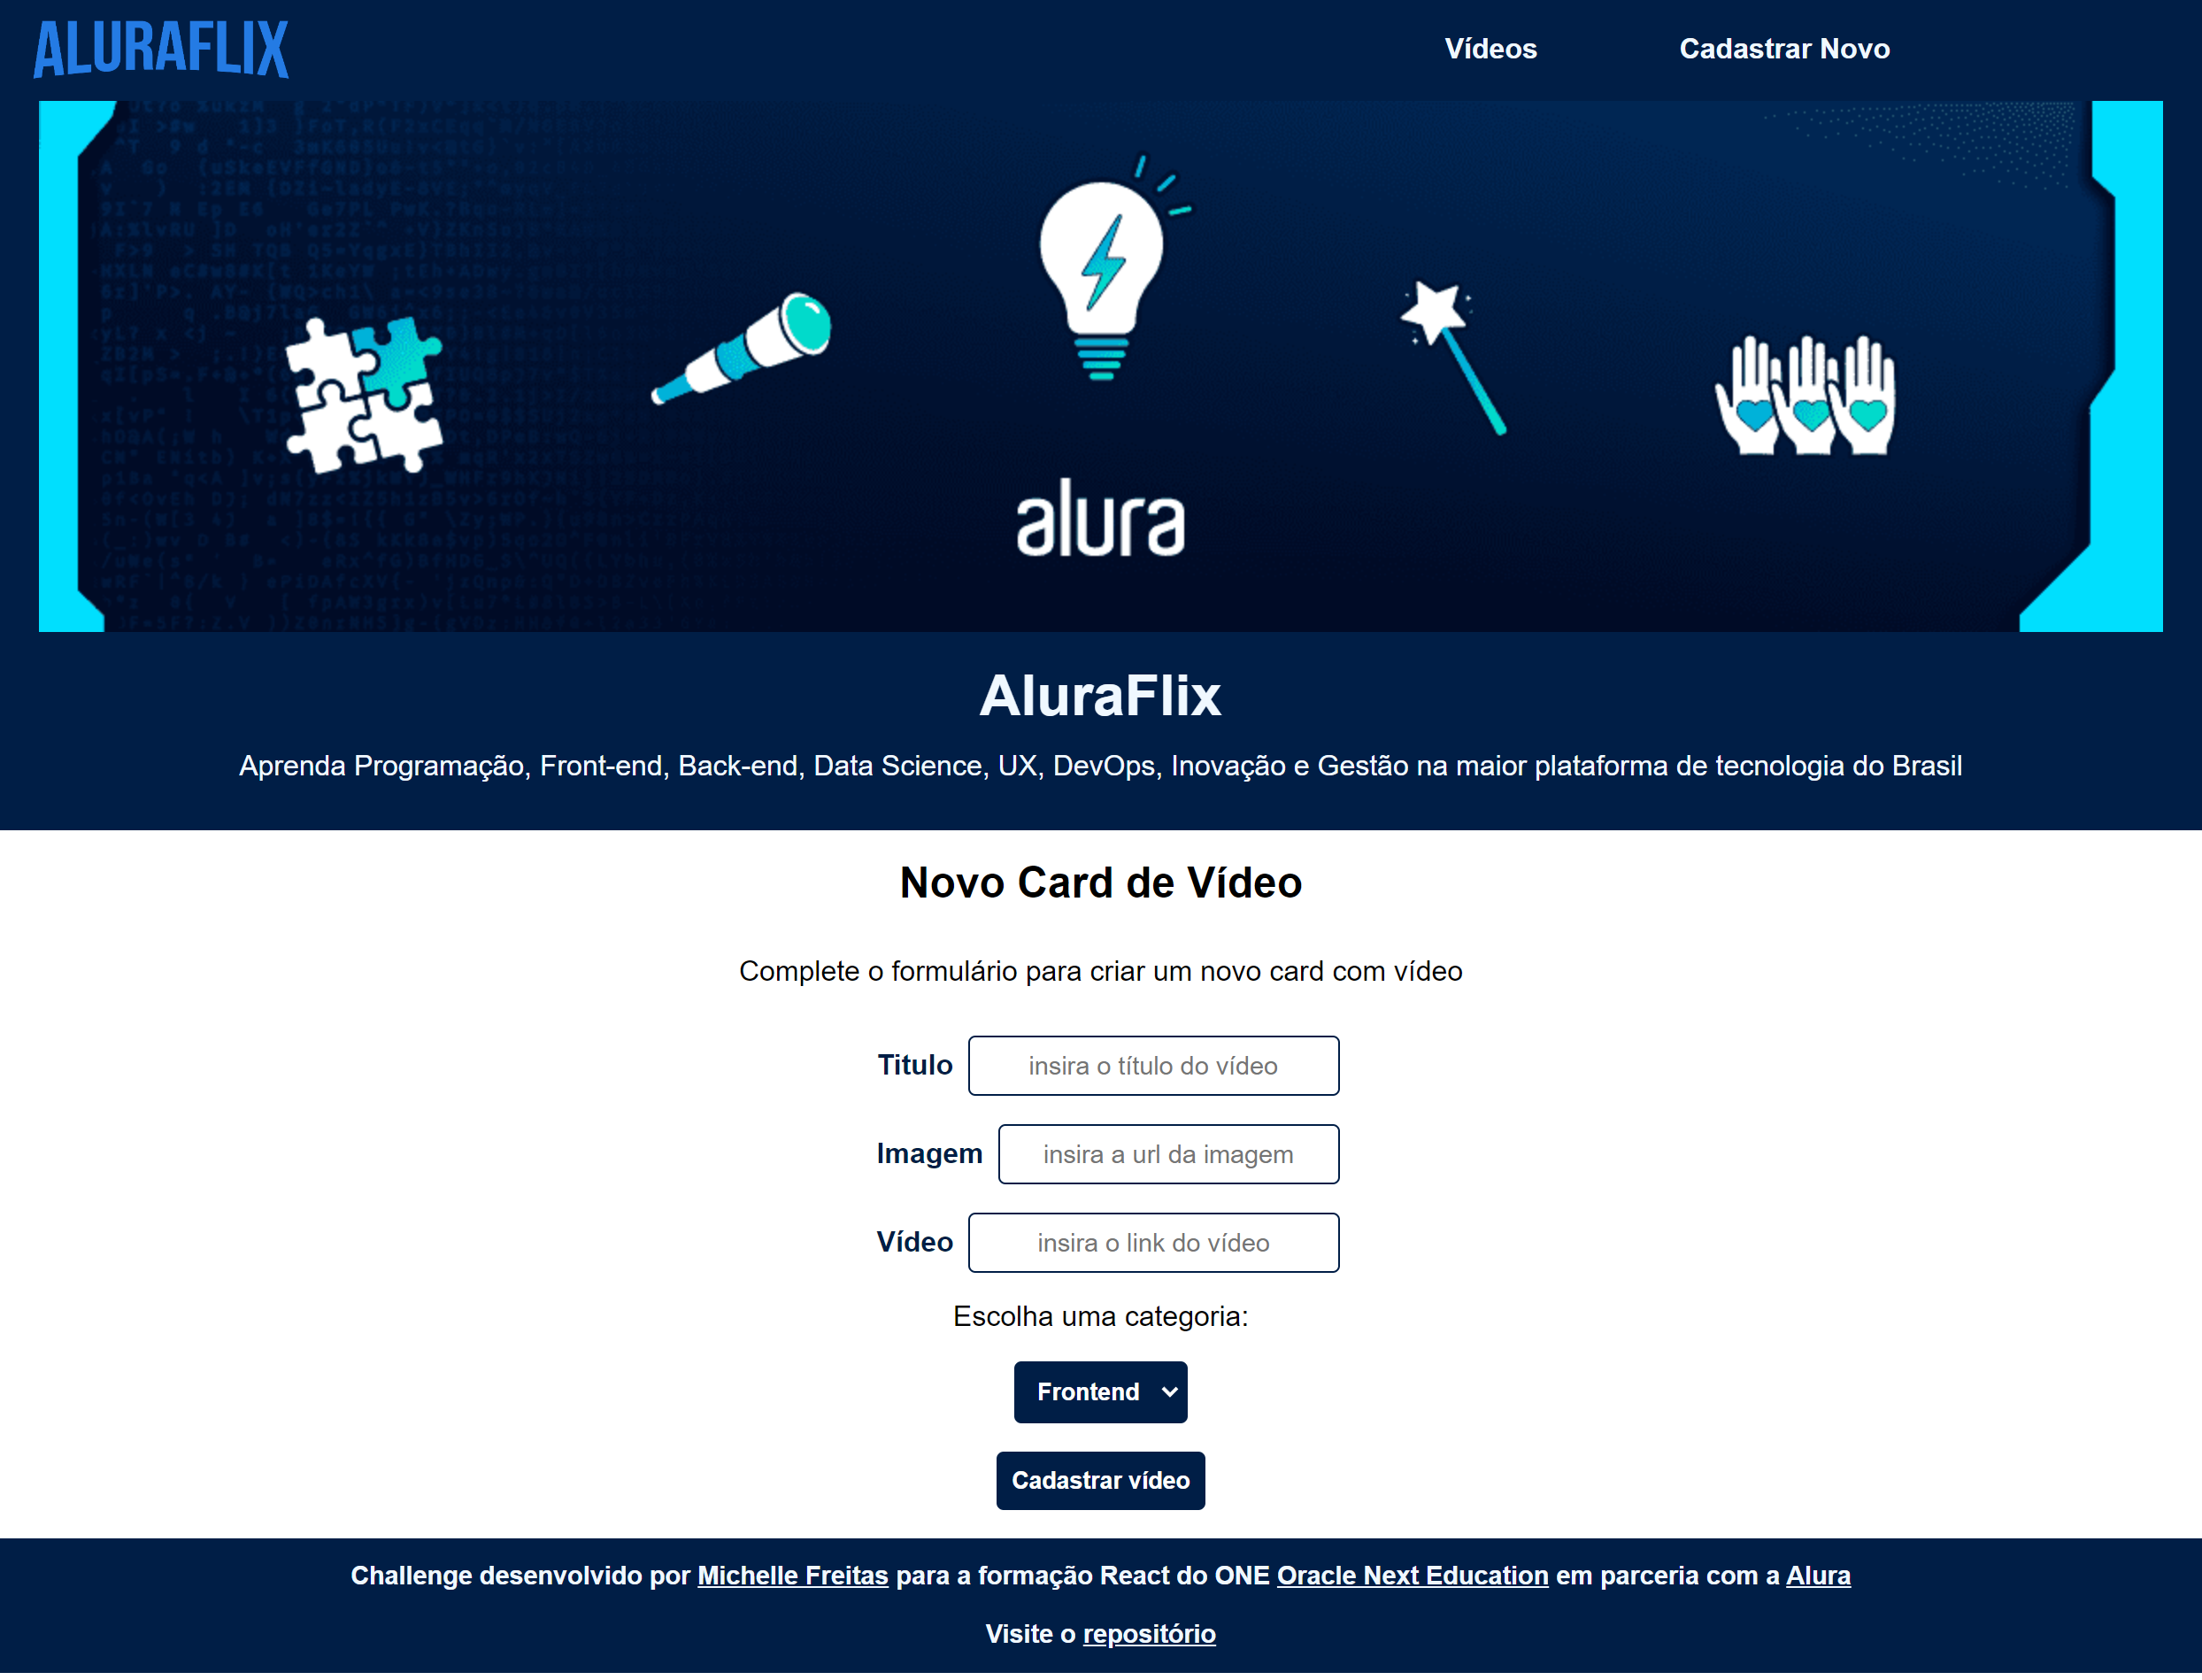 ALURAFLIX
Vídeos
Cadastrar Novo
alura
AluraFlix
Aprenda Programação, Front-end, Back-end, Data Science, UX, DevOps, Inovação e Gestão na maior plataforma de tecnologia do Brasil
Novo Card de Vídeo
Complete o formulário para criar um novo card com vídeo
Titulo
insira o título do vídeo
Imagem
insira a url da imagem
Vídeo
insira o link do vídeo
Escolha uma categoria:
Frontend
Cadastrar vídeo
Challenge desenvolvido por Michelle Freitas para a formação React do ONE Oracle Next Education em parceria com a Alura
Visite o repositório